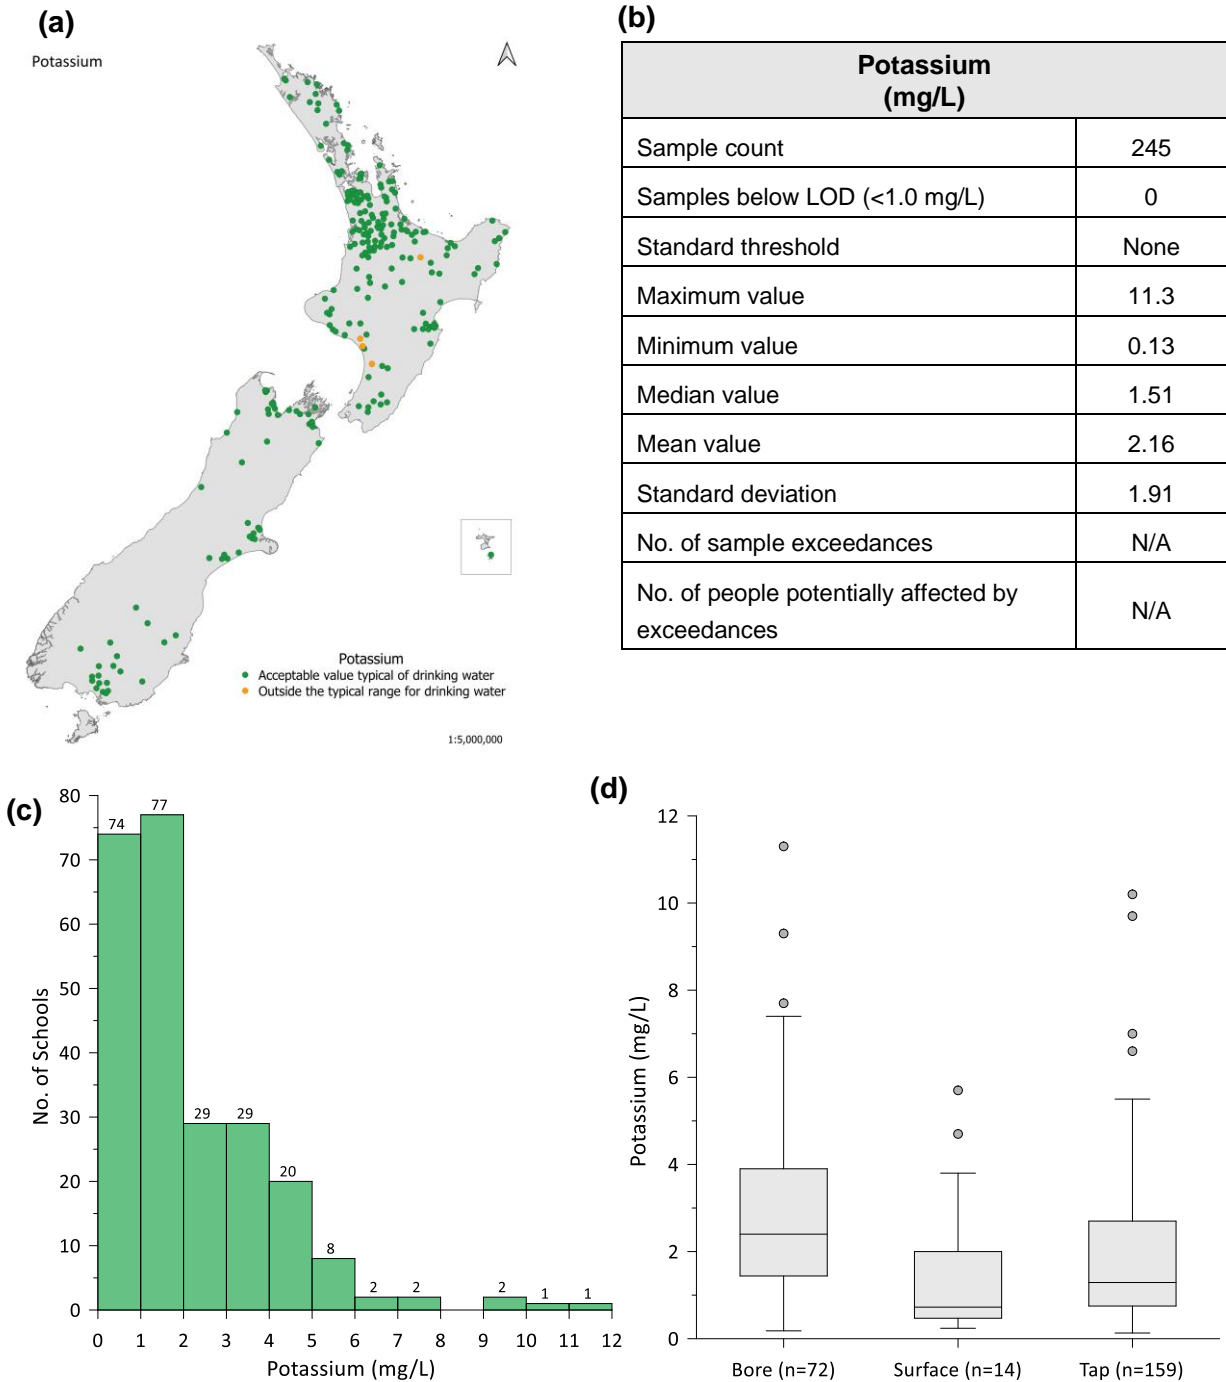 (a)
Potassium
Potassium
Acceptable value typical of drinking water
Outside the typical range for drinking water
1:5,000,000
(b)
Potassium
(mg/L)
Sample count 245
Samples below LOD (<1.0 mg/L) 0
Standard threshold None
Maximum value 11.3
Minimum value 0.13
Median value 1.51
Mean value 2.16
Standard deviation 1.91
No. of sample exceedances N/A
No. of people potentially affected by
exceedances N/A
(c)
No. of Schools
80
70
60
50
40
30
20
10
0
74
77
29
29
20
8
2
2
2
1
1
0 1 2 3 4 5 6 7 8 9 10 11 12
Potassium (mg/L)
(d)
Potassium (mg/L)
12
10
8
6
4
2
0
Bore (n=72) Surface (n=14) Tap (n=159)